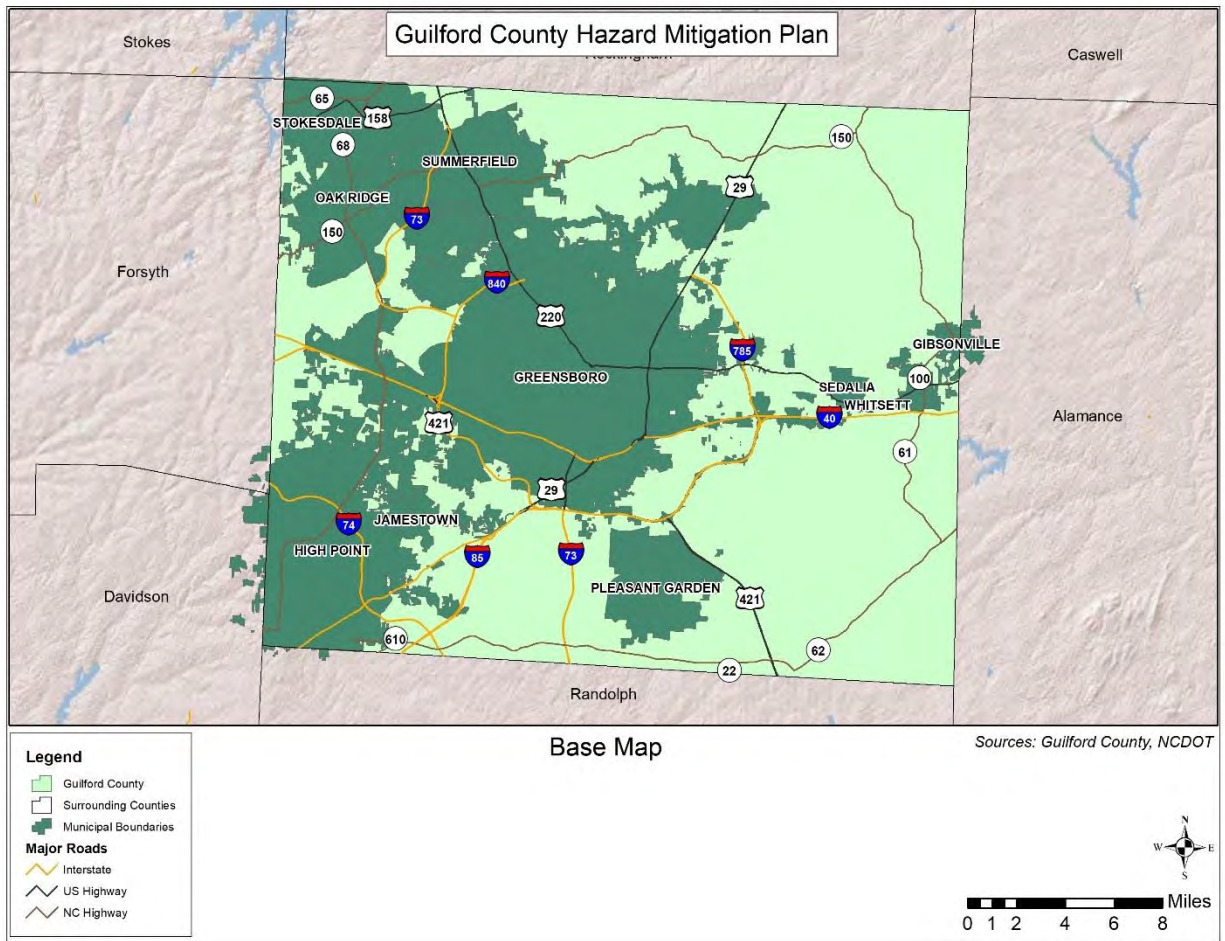 Guilford County Hazard Mitigation Plan
Stokes
Caswell
65
STOKESDALE
158
68
150
SUMMERFIELD
29
OAK RIDGE
73
150
Forsyth
840
220
785
GIBSONVILLE
GREENSBORO
100
SEDALIA
WHITSETT
40
Alamance
421
61
29
74
JAMESTOWN
HIGH POINT
85
73
PLEASANT GARDEN
421
Davidson
610
62
22
Randolph
Base Map
Sources: Guilford County, NCDOT
Legend
Guilford County
Surrounding Counties
Municipal Boundaries
Major Roads
Interstate
US Highway
NC Highway
N
W
E
S
Miles
0 1 2 4 6 8